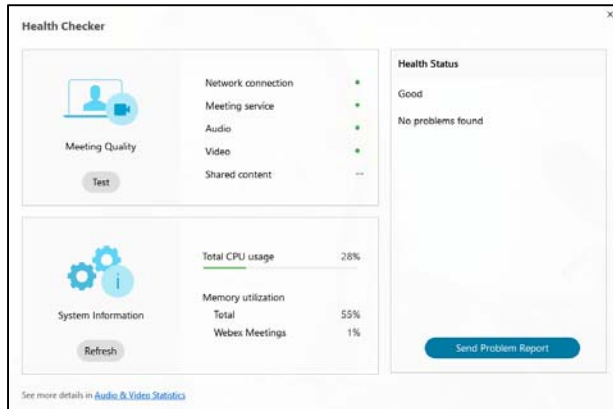 Health Checker
Meeting Quality
Test
Network connection
Meeting service
Audio
Video
Shared content --
System Information
Refresh
Total CPU usage 28%
Memory utilization
Total 55%
Webex Meetings 1%
Health Status
Good
No problems found
Send Problem Report
See more details in Audio & Video Statistics